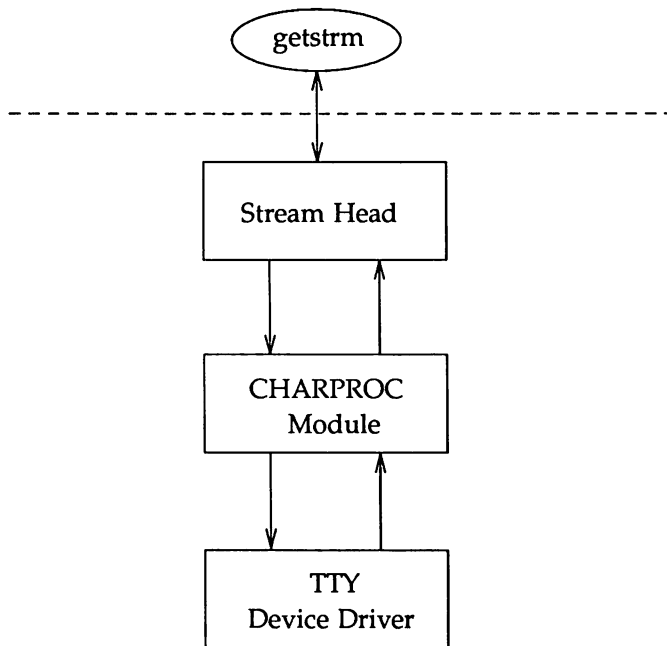 getstrm
Stream Head
CHARPROC
Module
TTY
Device Driver